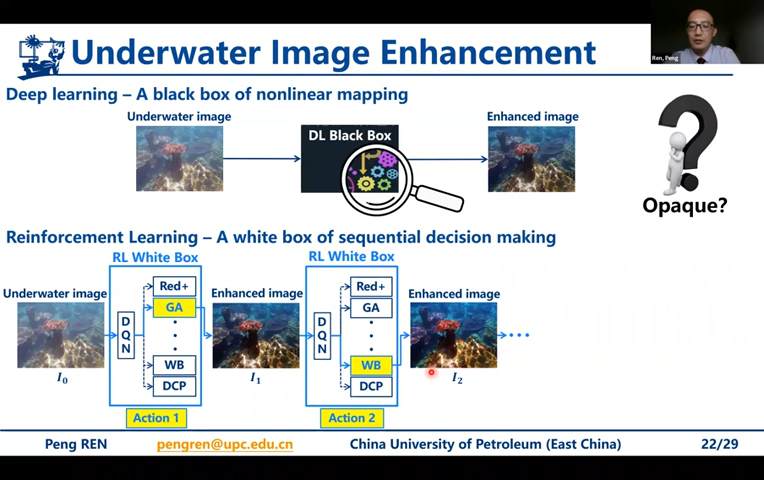 Underwater Image Enhancement
Ren, Peng
Deep learning – A black box of nonlinear mapping
Underwater image
DL Black Box
Enhanced image
Opaque?
Reinforcement Learning – A white box of sequential decision making
RL White Box
RL White Box
Underwater image
Enhanced image
Enhanced image
DQN
Red+
GA
WB
DCP
DQN
Red+
GA
WB
DCP
I0
I1
I2
Action 1
Action 2
Peng REN
pengren@upc.edu.cn
China University of Petroleum (East China)
22/29